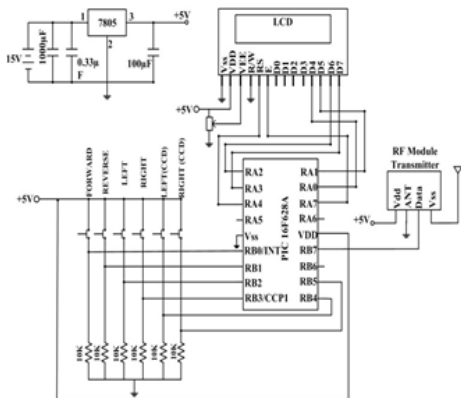 7805
1
3
2
+5V
15V
1000µF
0.33µ
F
100µF
LCD
Vss
VDD
VEE
R/W
RS
E
D0
D1
D2
D3
D4
D5
D6
D7
+5V
RF Module
Transmitter
Vdd
ANT
Data
Vss
+5V
FORWARD
REVERSE
LEFT
RIGHT
LEFT(CCD)
RIGHT (CCD)
+5V
PIC 16F628A
RA2
RA3
RA4
RA5
Vss
RB0/INT
RB1
RB2
RB3/CCP1
RA1
RA0
RA7
RA6
VDD
RB7
RB6
RB5
RB4
10K
10K
10K
10K
10K
10K